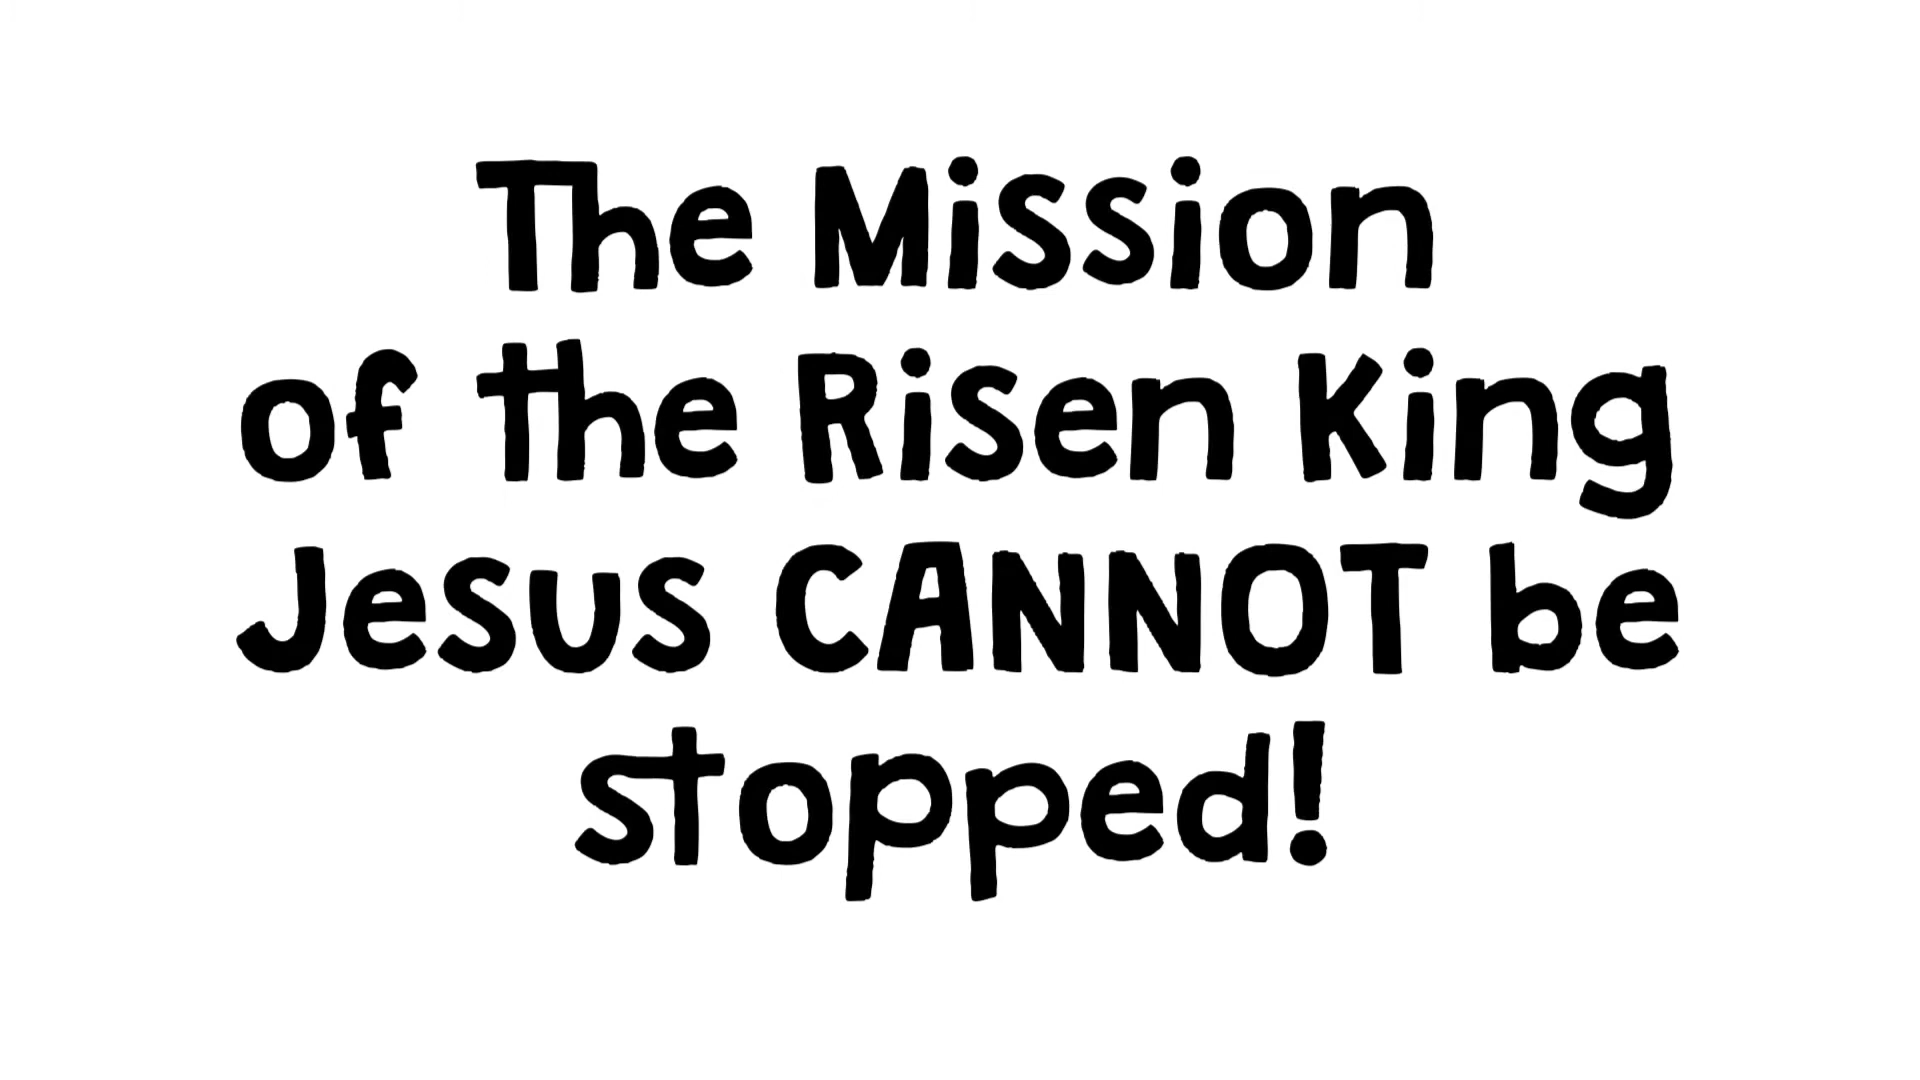 The Mission
of the Risen King
Jesus CANNOT be
stopped!